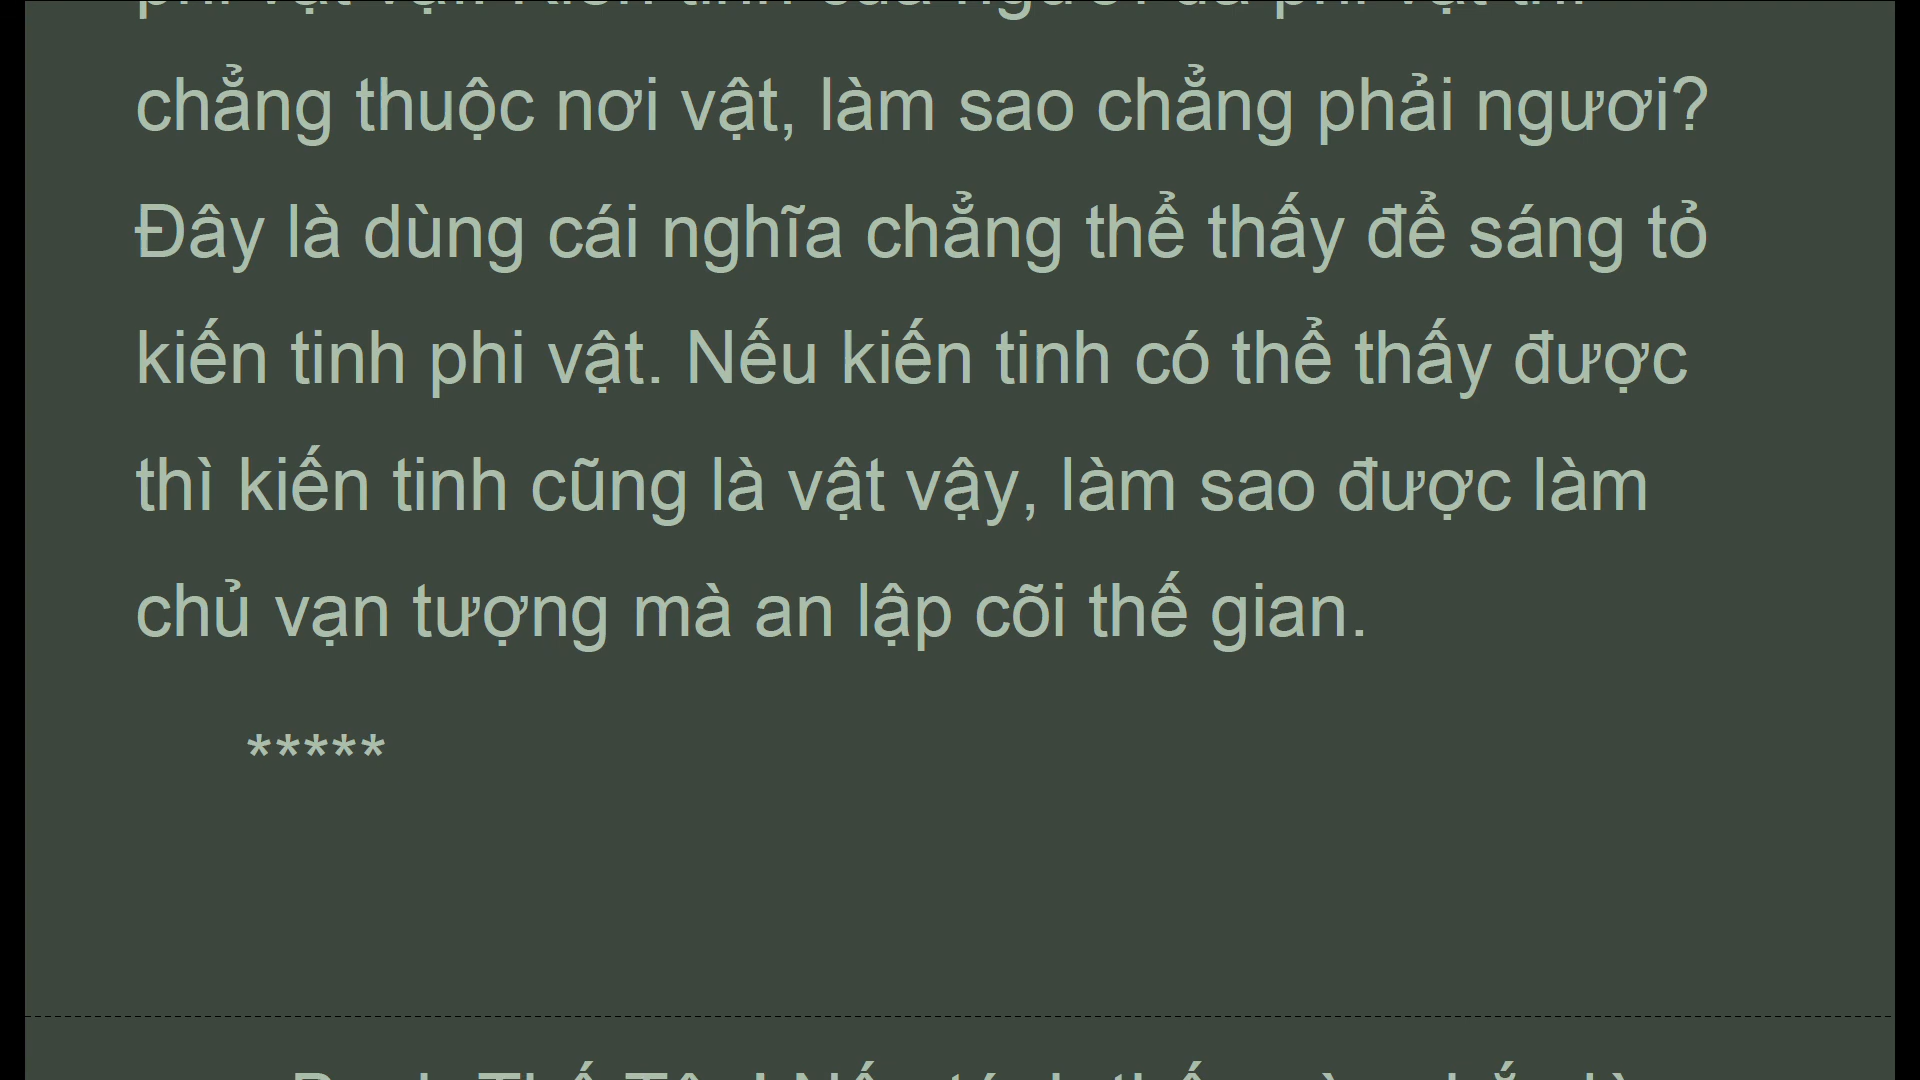 chẳng thuộc nơi vật, làm sao chẳng phải ngươi?
Đây là dùng cái nghĩa chẳng thể thấy để sáng tỏ
kiến tinh phi vật. Nếu kiến tinh có thể thấy được
thì kiến tinh cũng là vật vậy, làm sao được làm
chủ vạn tượng mà an lập cõi thế gian.
*****